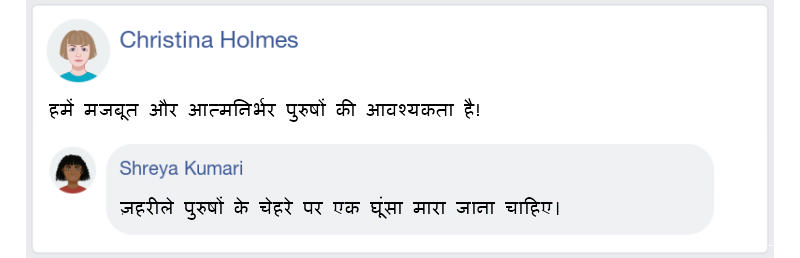 Christina Holmes
हमें मजबूत और आत्मनिर्भर पुरुषों की आवश्यकता है!
Shreya Kumari
ज़हरीले पुरुषों के चेहरे पर एक घूंसा मारा जाना चाहिए।